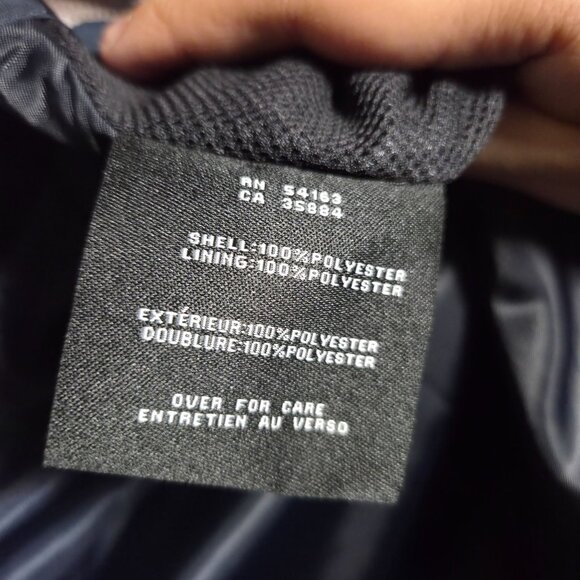 RN 54163
CA 35884
SHELL:100%POLYESTER
LINING:100%POLYESTER
EXTÉRIEUR:100%POLYESTER
DOUBLURE:100%POLYESTER
OVER FOR CARE
ENTRETIEN AU VERSO